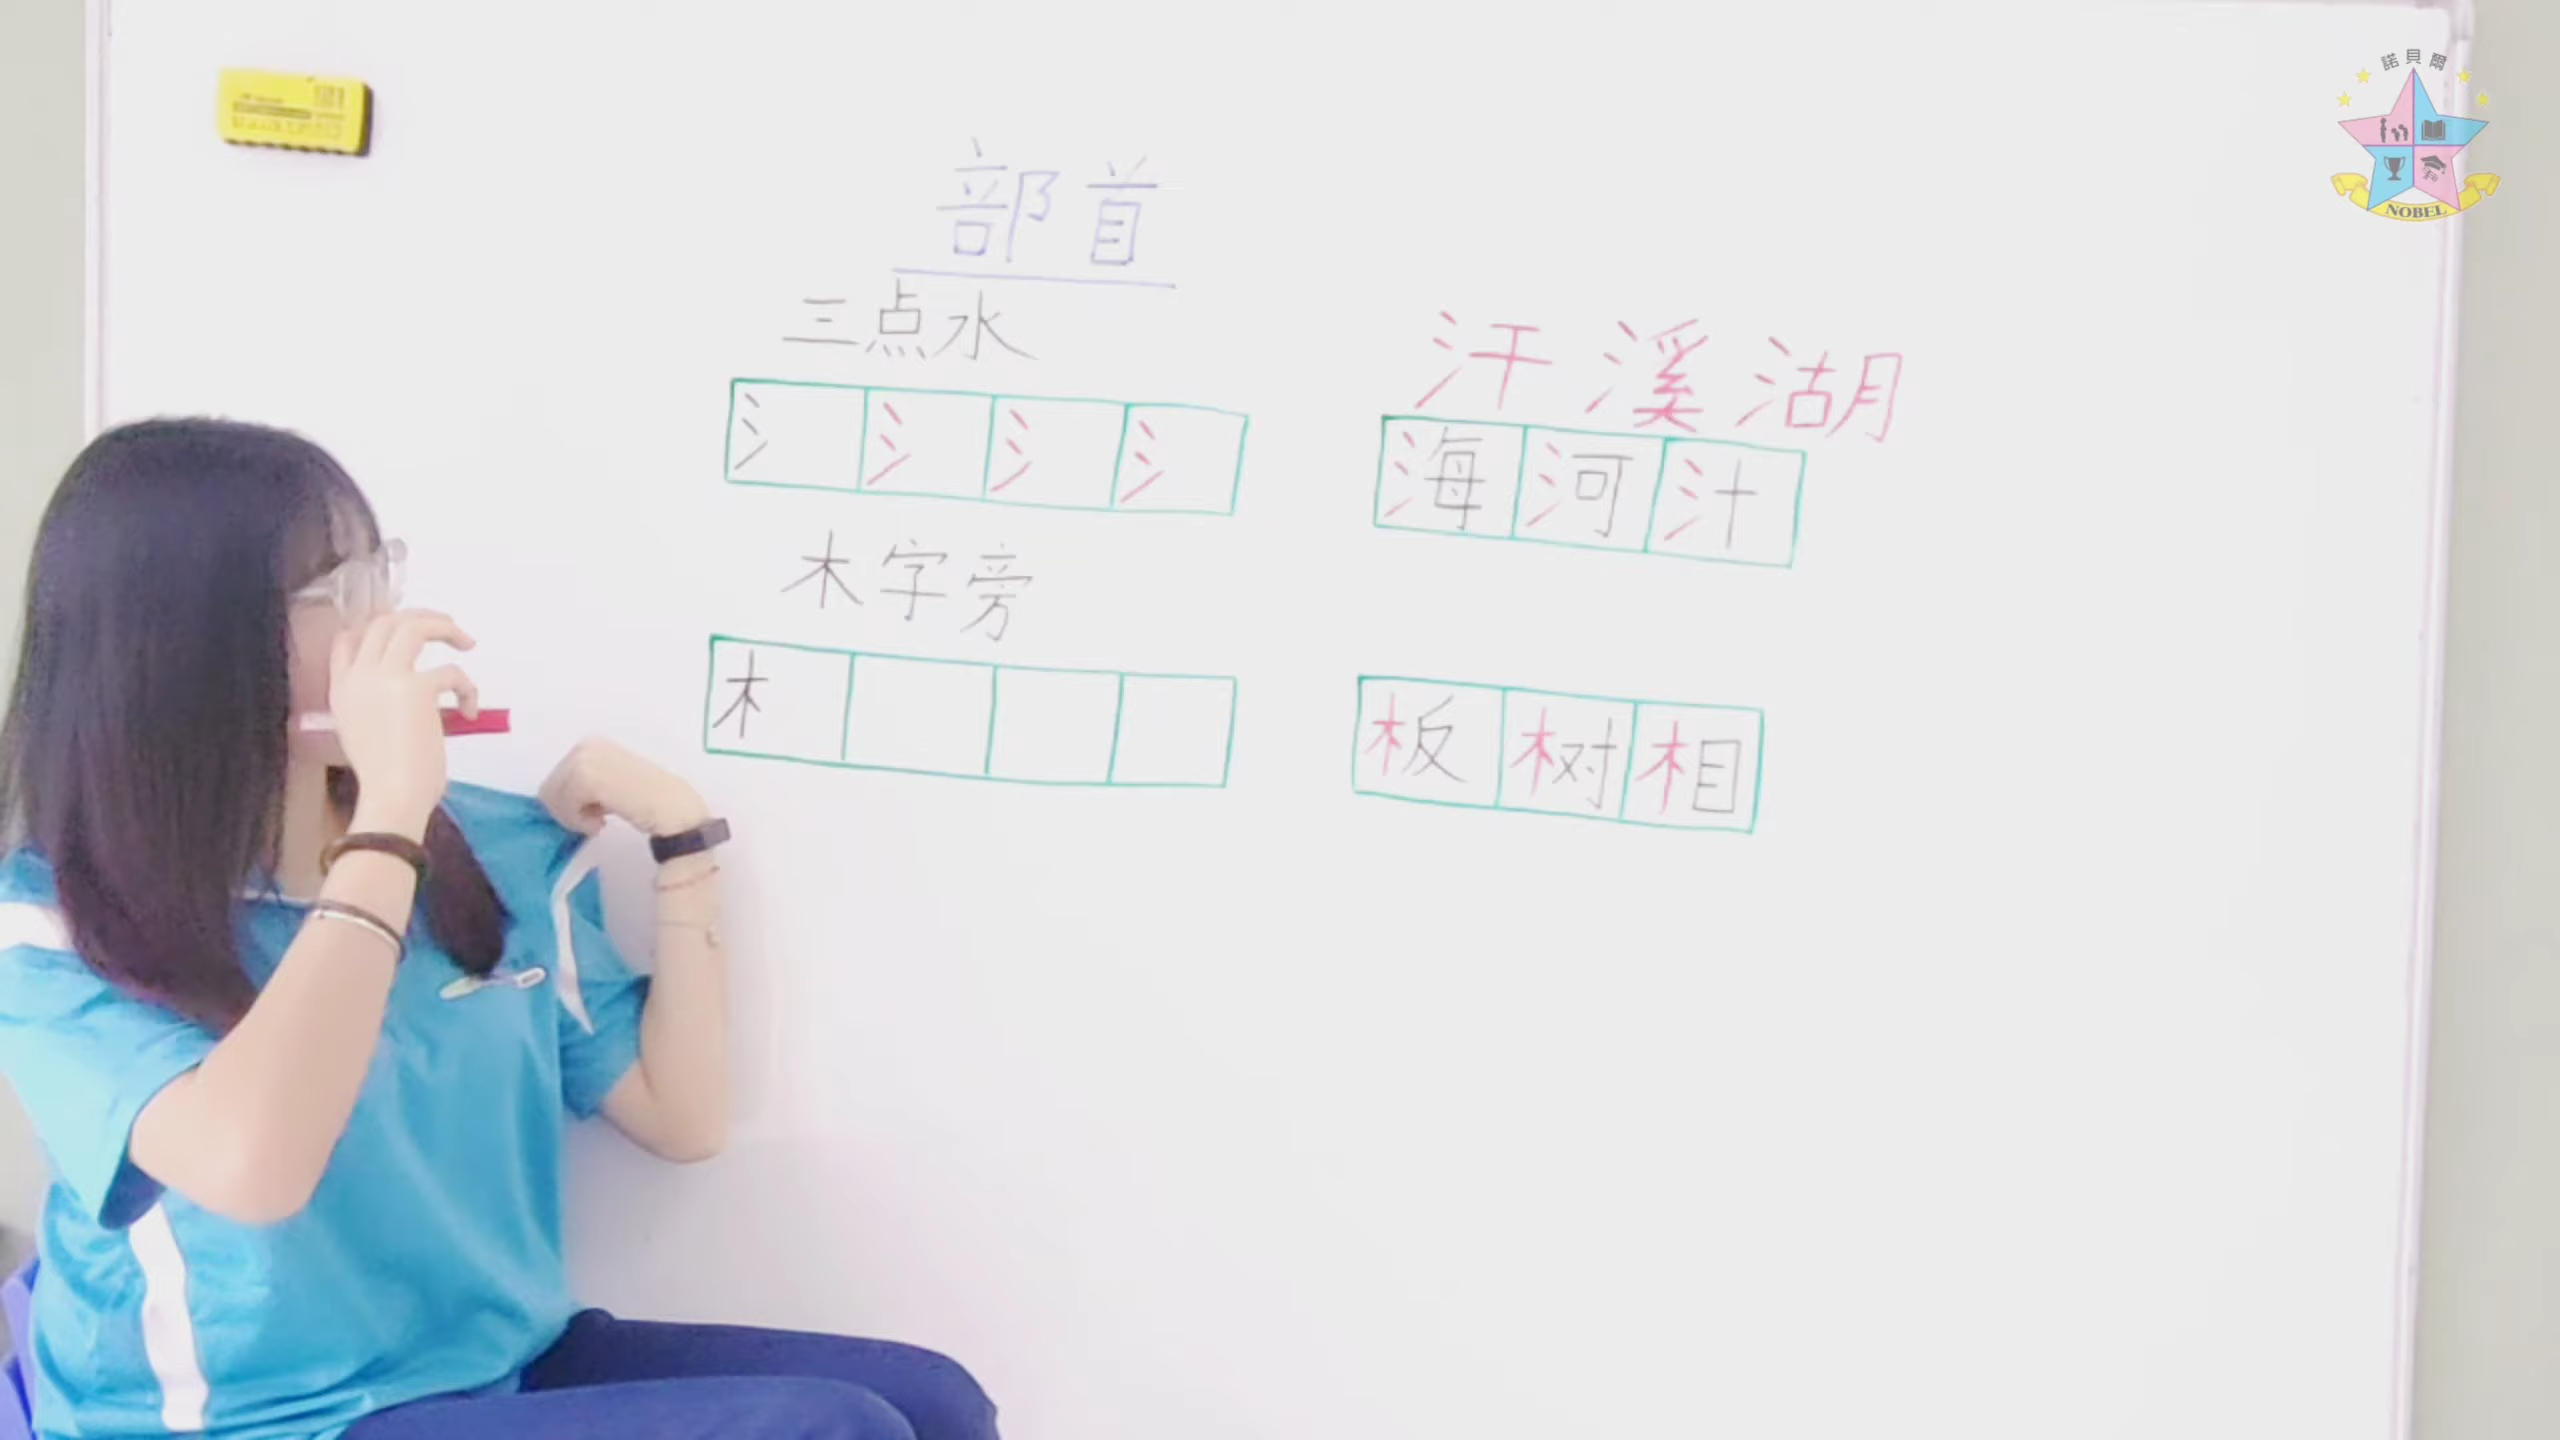 諾貝爾
NOBEL
部首
三点水
氵 氵 氵 氵
汗 溪 湖
海 河 汁
木字旁
木
板 树 相